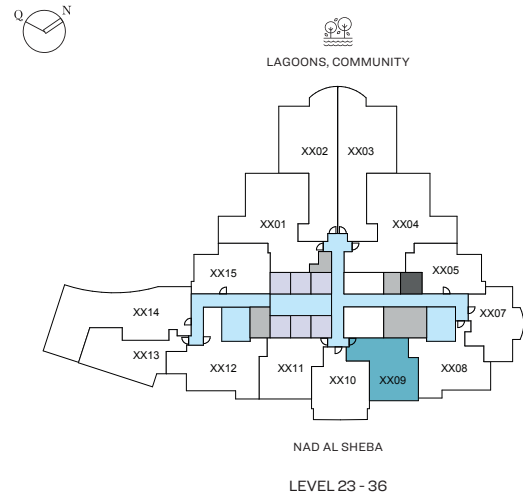 Q N
LAGOONS, COMMUNITY
XX02 XX03
XX01 XX04
XX15 XX05
XX14 XX07
XX13 XX12 XX11 XX10 XX09 XX08
NAD AL SHEBA
LEVEL 23 - 36